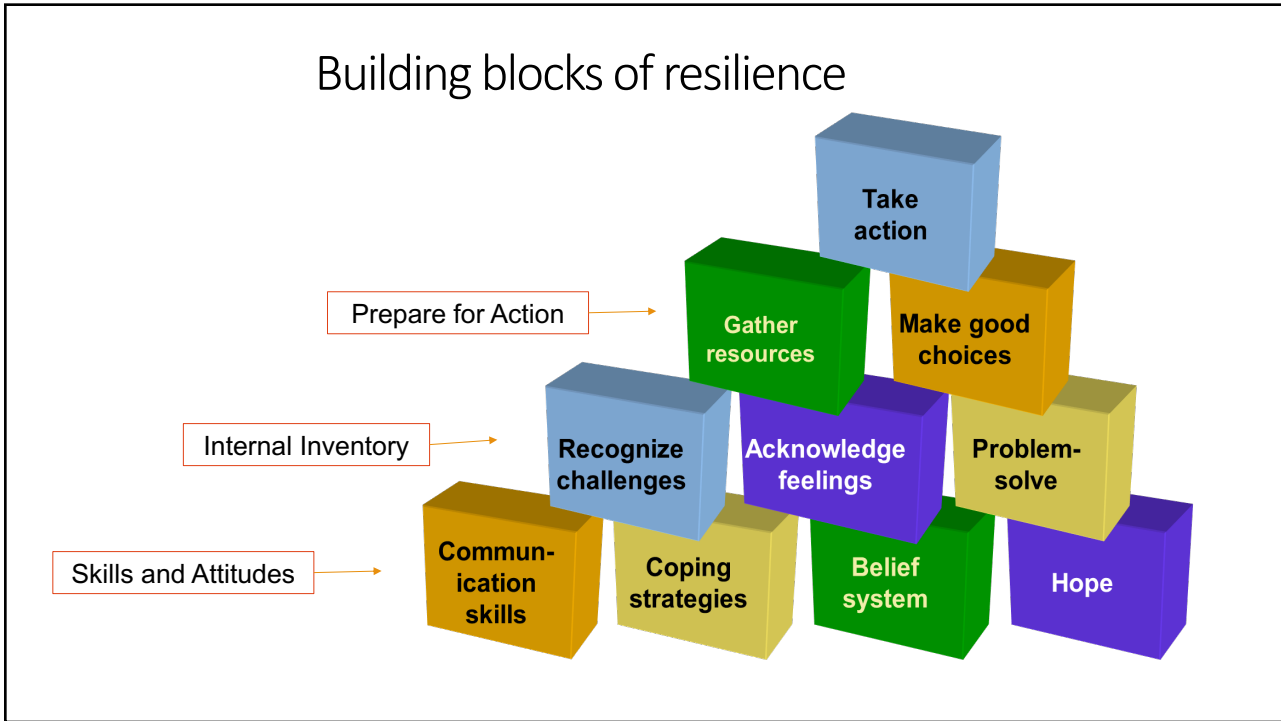 Building blocks of resilience
Take
action
Prepare for Action
Gather
resources
Make good
choices
Internal Inventory
Recognize
challenges
Acknowledge
feelings
Problem-
solve
Skills and Attitudes
Commun-
ication
skills
Coping
strategies
Belief
system
Hope